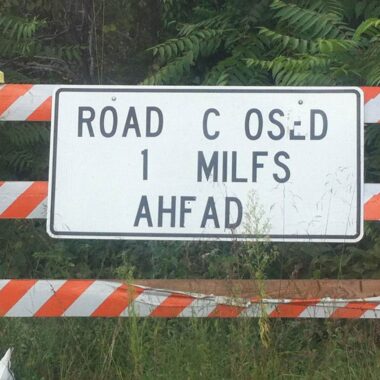 ROAD C OSED
1 MILFS
AHFAD